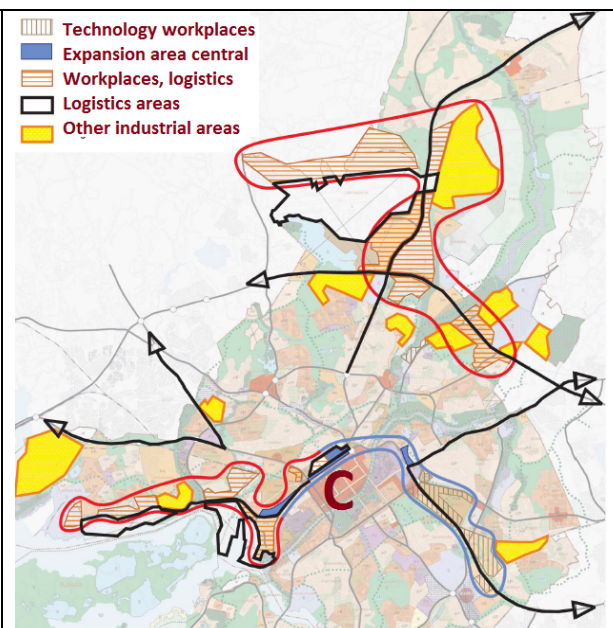 Technology workplaces
Expansion area central
Workplaces, logistics
Logistics areas
Other industrial areas
C